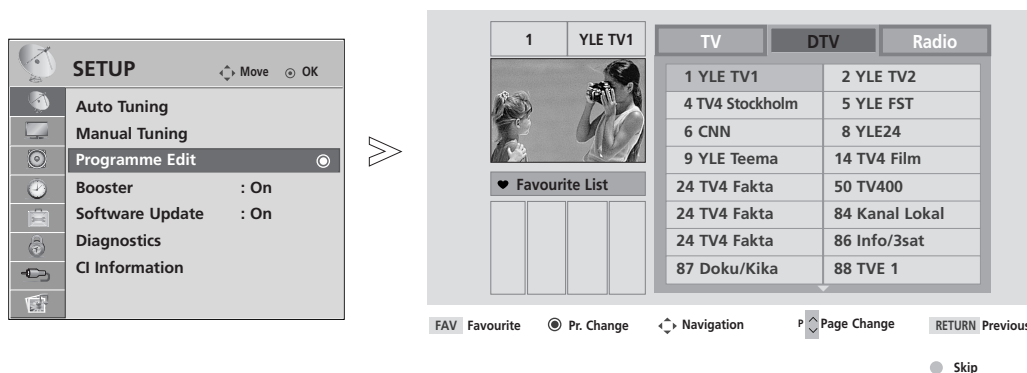 SETUP Move OK
Auto Tuning
Manual Tuning
Programme Edit
Booster : On
Software Update : On
Diagnostics
CI Information
1 YLE TV1
Favourite List
TV DTV Radio
1 YLE TV1 2 YLE TV2
4 TV4 Stockholm 5 YLE FST
6 CNN 8 YLE24
9 YLE Teema 14 TV4 Film
24 TV4 Fakta 50 TV400
24 TV4 Fakta 84 Kanal Lokal
24 TV4 Fakta 86 Info/3sat
87 Doku/Kika 88 TVE 1
FAV Favourite Pr. Change Navigation P Page Change RETURN Previous
Skip